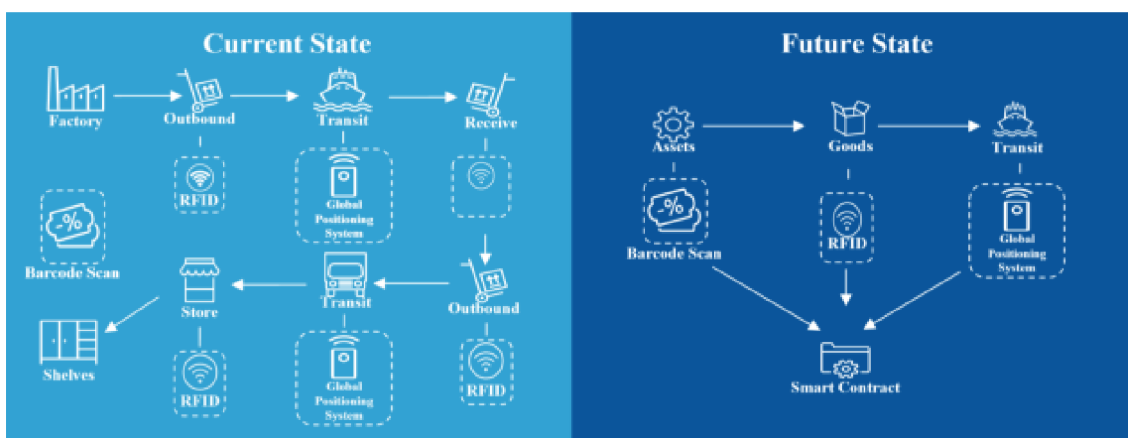 Current State
Factory
Outbound
Transit
Receive
RFID
Global
Positioning
System
-%
Barcode Scan
Store
Transit
Outbound
Shelves
RFID
Global
Positioning
System
RFID
Future State
Assets
Goods
Transit
-%
Barcode Scan
RFID
Global
Positioning
System
Smart Contract